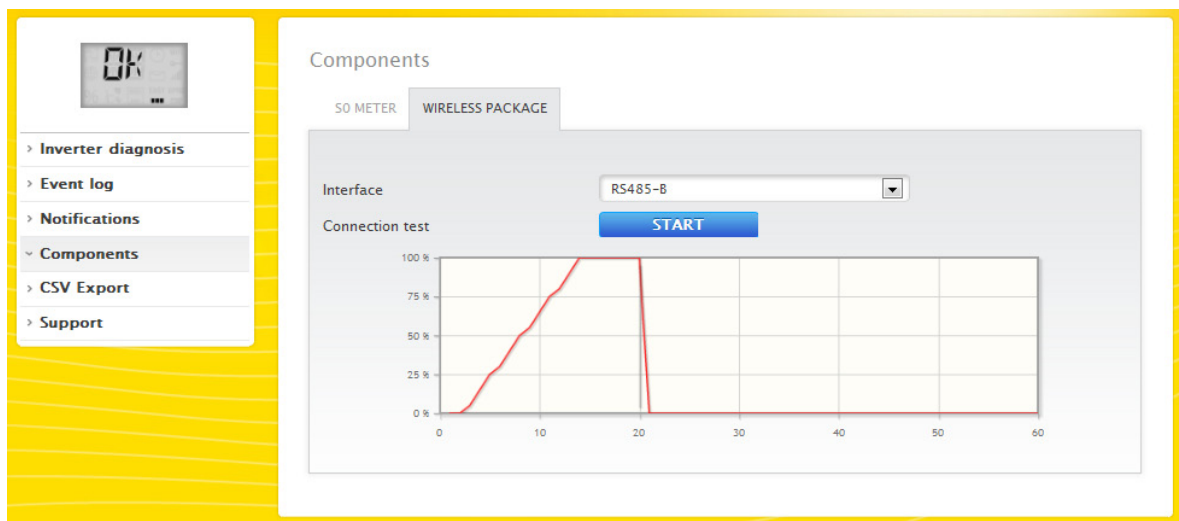 OK
Inverter diagnosis
Event log
Notifications
Components
CSV Export
Support
Components
S0 METER WIRELESS PACKAGE
Interface RS485-B
Connection test START
100 %
75 %
50 %
25 %
0 %
0 10 20 30 40 50 60